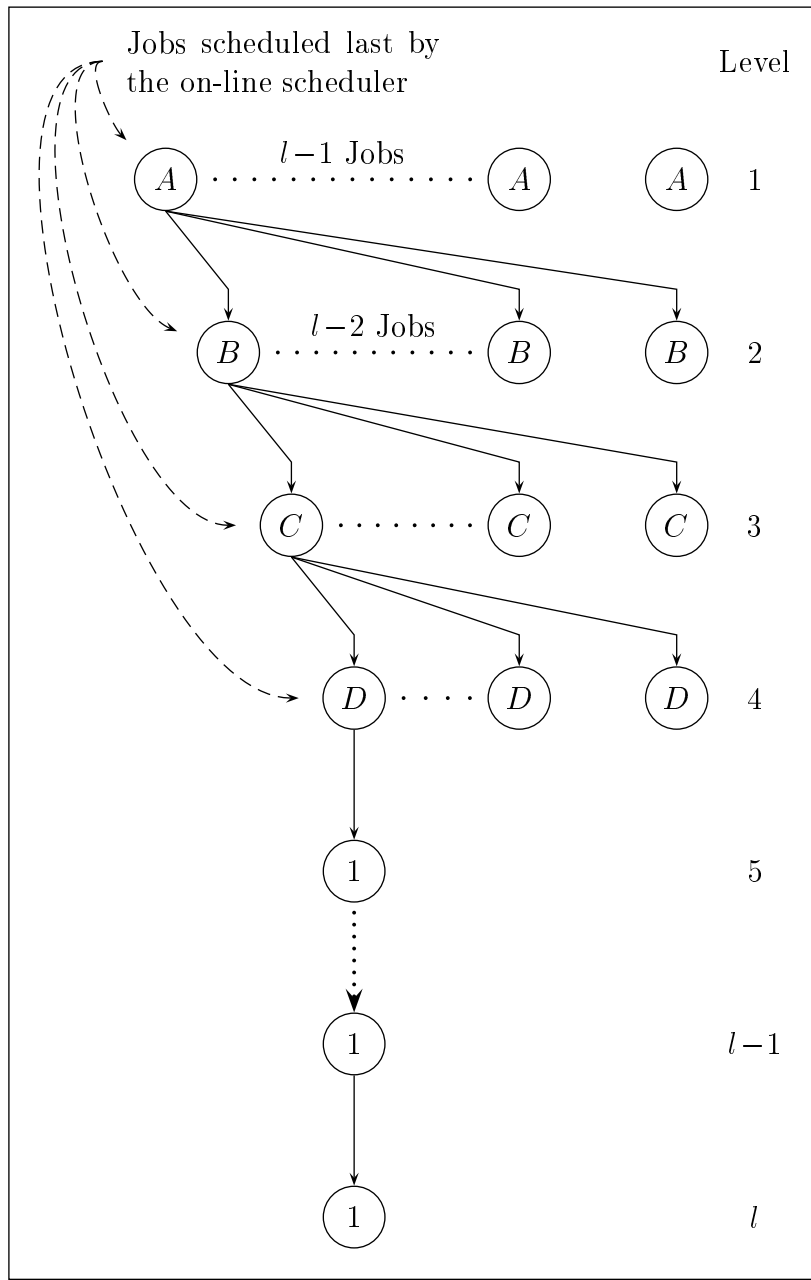 Jobs scheduled last by
the on-line scheduler
Level
l−1 Jobs
A A A 1
l−2 Jobs
B B B 2
C C C 3
D D D 4
1 5
1 l−1
1 l